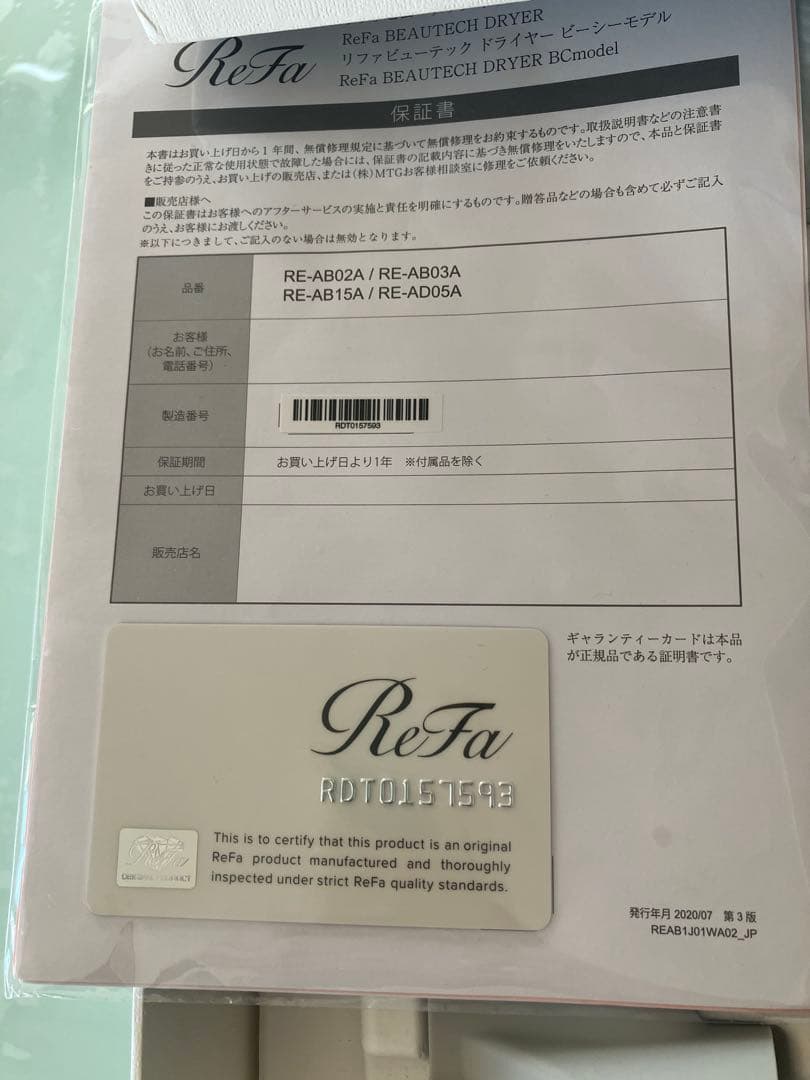 ReFa
ReFa BEAUTECH DRYER
リファビューテック ドライヤー ビーシーモデル
ReFa BEAUTECH DRYER BCmodel
保証書
本書はお買い上げ日から1年間、無償修理規定に基づいて無償修理をお約束するものです。取扱説明書などの注意書
きに従った正常な使用状態で故障した場合には、保証書の記載内容に基づき無償修理をいたしますので、本品と保証書
をご持参のうえ、お買い上げの販売店、または(株)MTGお客様相談室に修理をご依頼ください。
■販売店様へ
この保証書はお客様へのアフターサービスの実施と責任を明確にするものです。贈答品などの場合も含めて必ずご記入
のうえ、お客様にお渡しください。
※以下につきまして、ご記入のない場合は無効となります。
品番
RE-AB02A / RE-AB03A
RE-AB15A / RE-AD05A
お客様
(お名前、ご住所、
電話番号)
製造番号
RDT0157593
保証期間
お買い上げ日より1年 ※付属品を除く
お買い上げ日
販売店名
ギャランティーカードは本品
が正規品である証明書です。
ReFa
RDT0157593
This is to certify that this product is an original
ReFa product manufactured and thoroughly
inspected under strict ReFa quality standards.
ReFa
発行年月 2020/07 第3版
REAB1J01WA02_JP